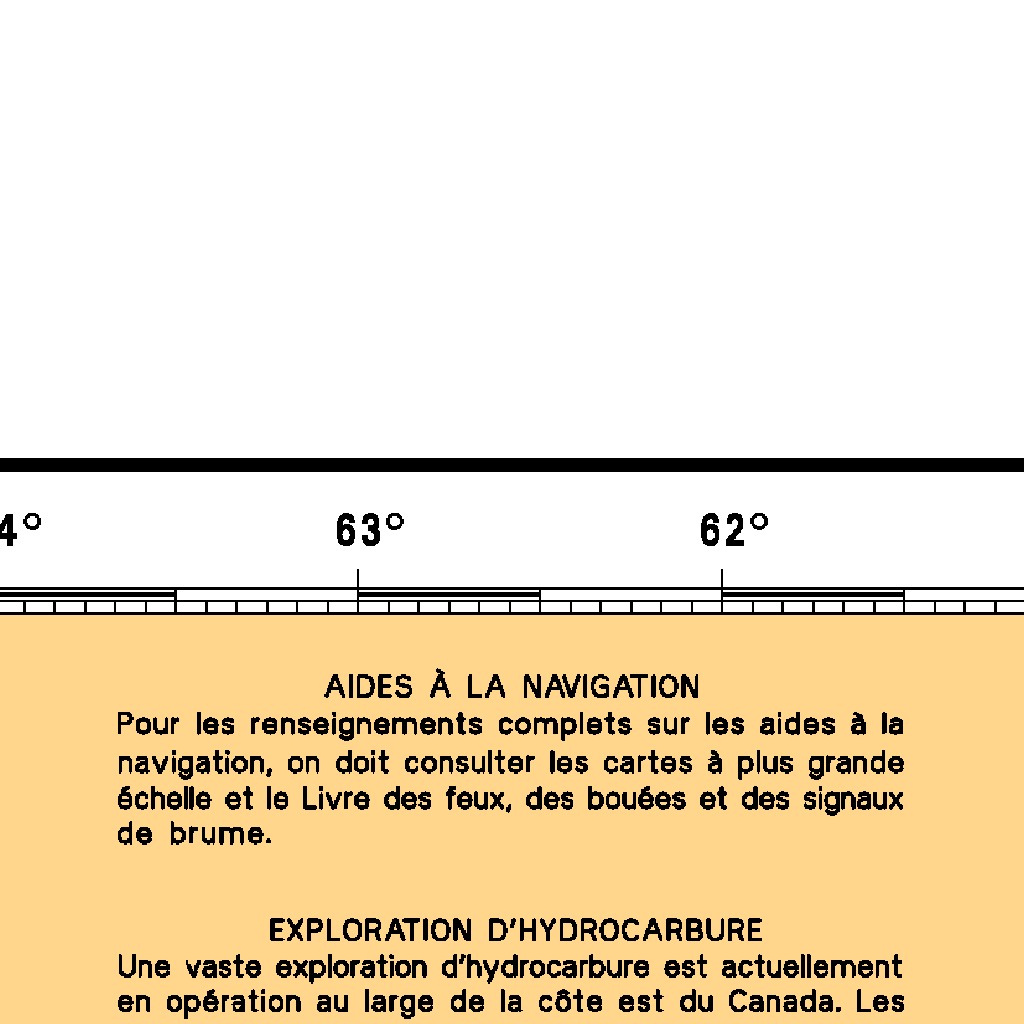 4° 63° 62°
AIDES À LA NAVIGATION
Pour les renseignements complets sur les aides à la
navigation, on doit consulter les cartes à plus grande
échelle et le Livre des feux, des bouées et des signaux
de brume.
EXPLORATION D'HYDROCARBURE
Une vaste exploration d'hydrocarbure est actuellement
en opération au large de la côte est du Canada. Les